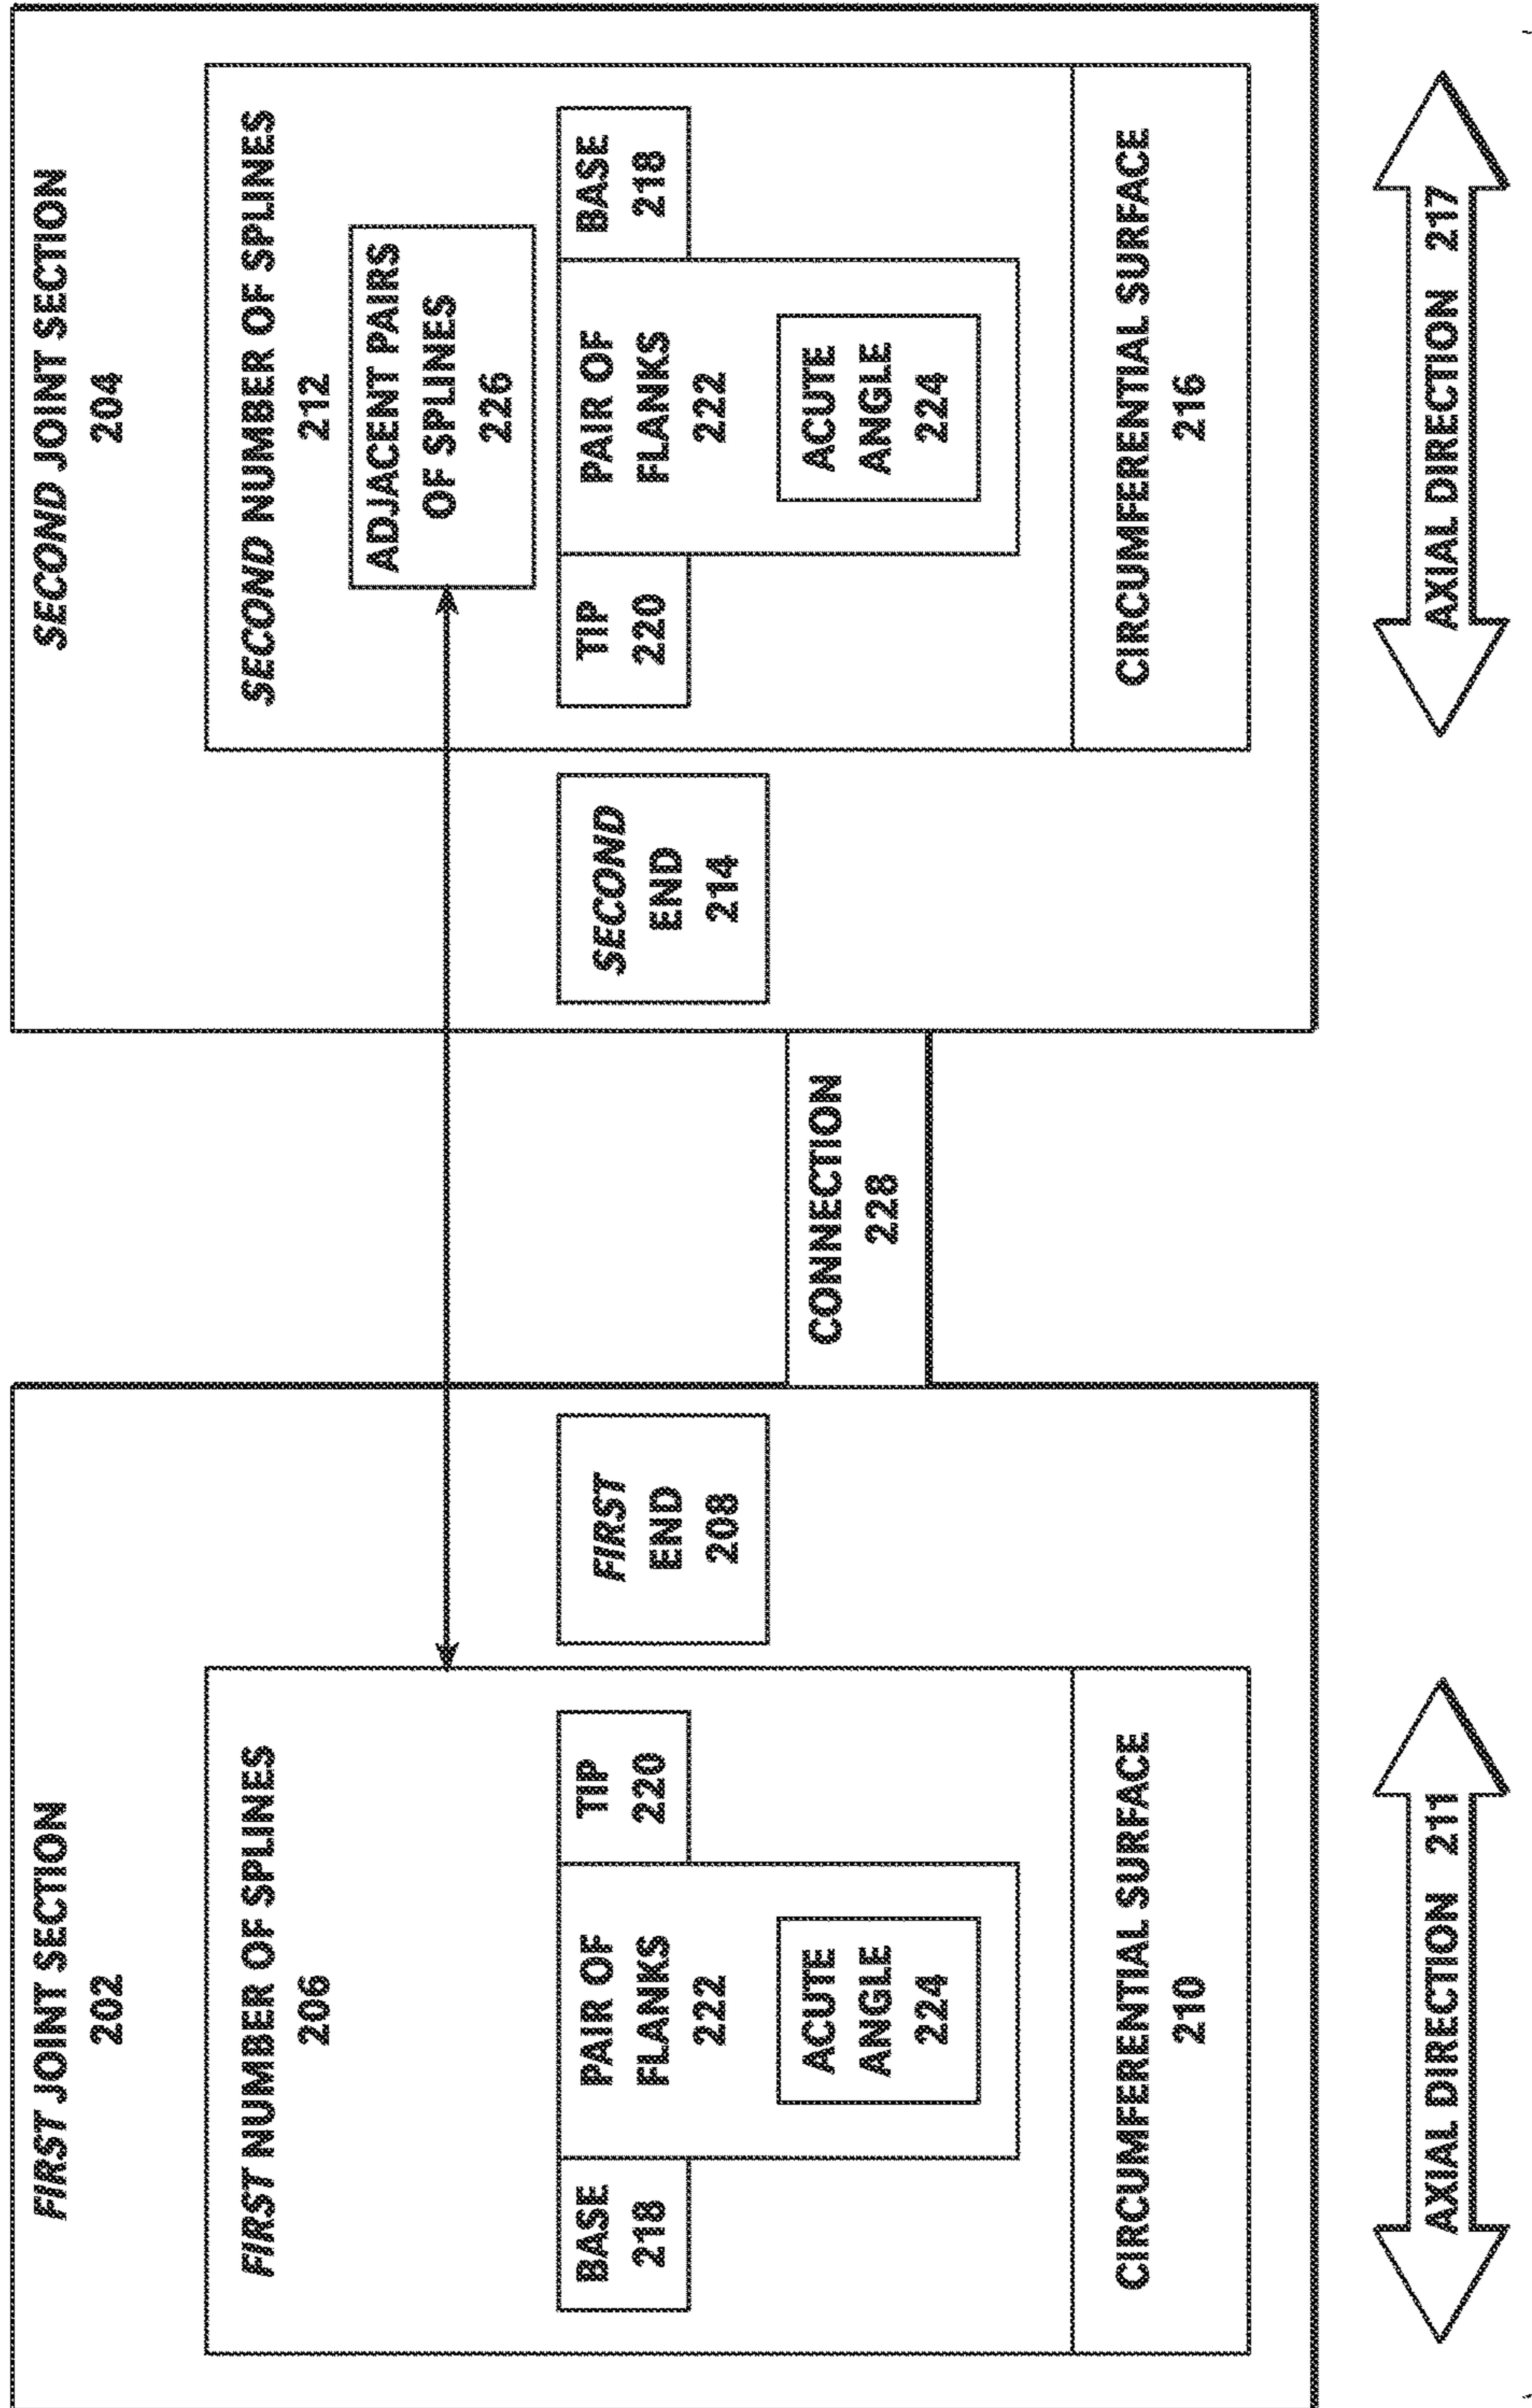 FIRST JOINT SECTION
202
FIRST NUMBER OF SPLINES
206
BASE
218
PAIR OF
FLANKS
222
ACUTE
ANGLE
224
TIP
220
CIRCUMFERENTIAL SURFACE
210
FIRST
END
208
AXIAL DIRECTION 211
CONNECTION
228
SECOND JOINT SECTION
204
SECOND NUMBER OF SPLINES
212
ADJACENT PAIRS
OF SPLINES
226
SECOND
END
214
TIP
220
PAIR OF
FLANKS
222
ACUTE
ANGLE
224
BASE
218
CIRCUMFERENTIAL SURFACE
216
AXIAL DIRECTION 217